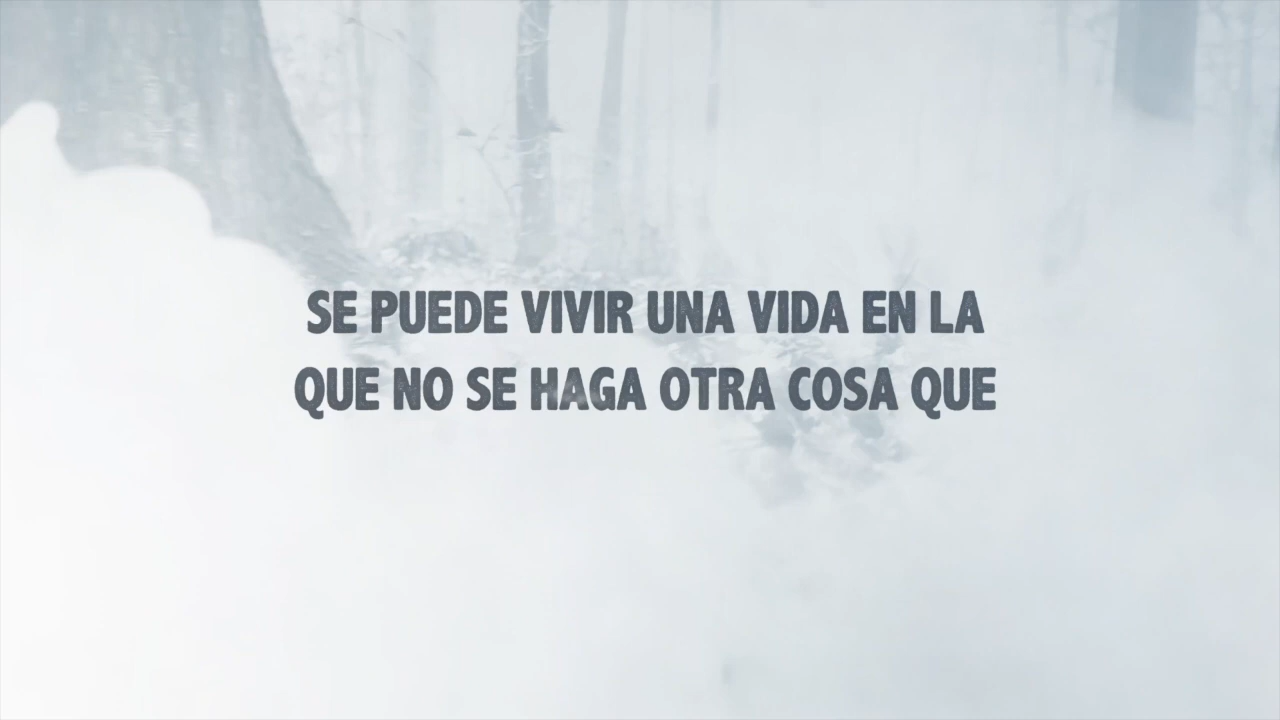 SE PUEDE VIVIR UNA VIDA EN LA
QUE NO SE HAGA OTRA COSA QUE